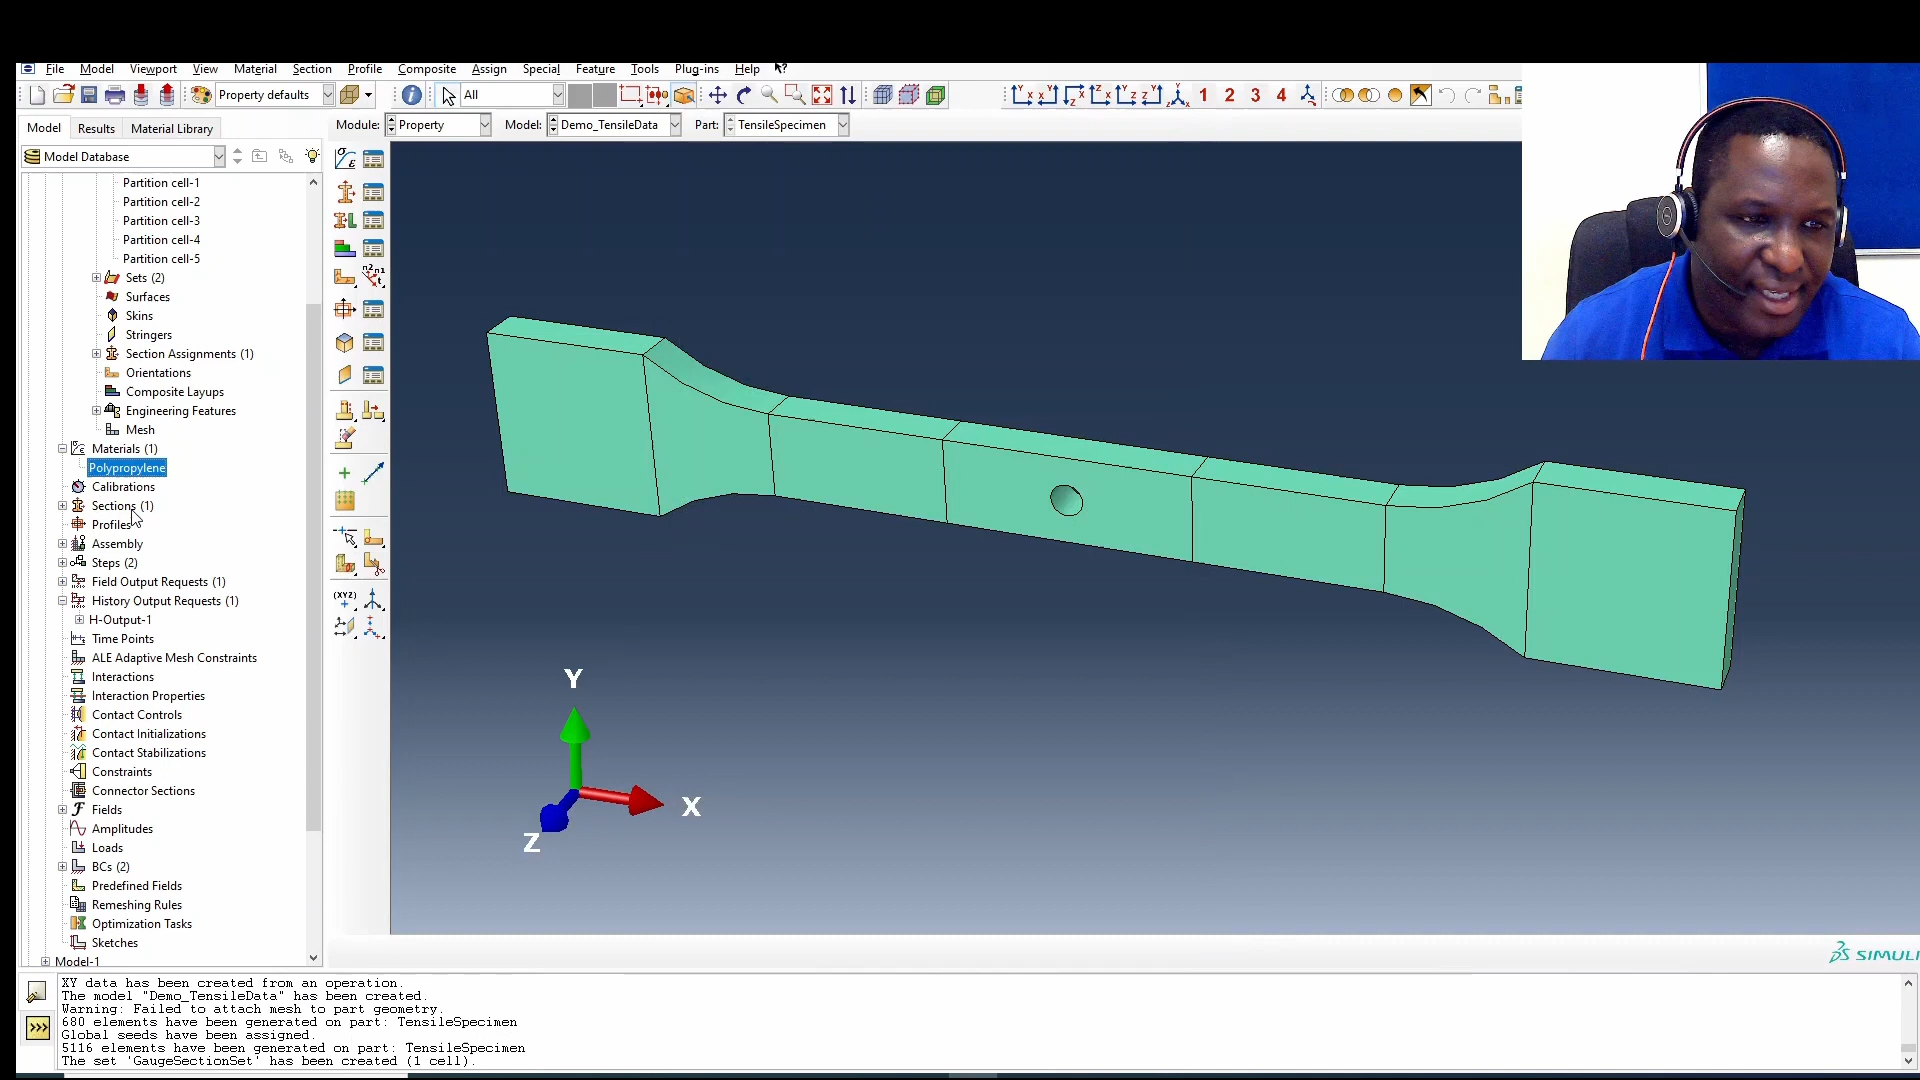 File Model Viewport View Material Section Profile Composite Assign Special Feature Tools Plug-ins Help
Property defaults All 1 2 3 4
Model Results Material Library
Module: Property Model: Demo_TensileData Part: TensileSpecimen
Model Database
Partition cell-1
Partition cell-2
Partition cell-3
Partition cell-4
Partition cell-5
Sets (2)
Surfaces
Skins
Stringers
Section Assignments (1)
Orientations
Composite Layups
Engineering Features
Mesh
Materials (1)
Polypropylene
Calibrations
Sections (1)
Profiles
Assembly
Steps (2)
Field Output Requests (1)
History Output Requests (1)
H-Output-1
Time Points
ALE Adaptive Mesh Constraints
Interactions
Interaction Properties
Contact Controls
Contact Initializations
Contact Stabilizations
Constraints
Connector Sections
Fields
Amplitudes
Loads
BCs (2)
Predefined Fields
Remeshing Rules
Optimization Tasks
Sketches
Model-1
Y
X
Z
SIMULI
XY data has been created from an operation.
The model "Demo_TensileData" has been created.
Warning: Failed to attach mesh to part geometry.
680 elements have been generated on part: TensileSpecimen
Global seeds have been assigned.
5116 elements have been generated on part: TensileSpecimen
The set 'GaugeSectionSet' has been created (1 cell).